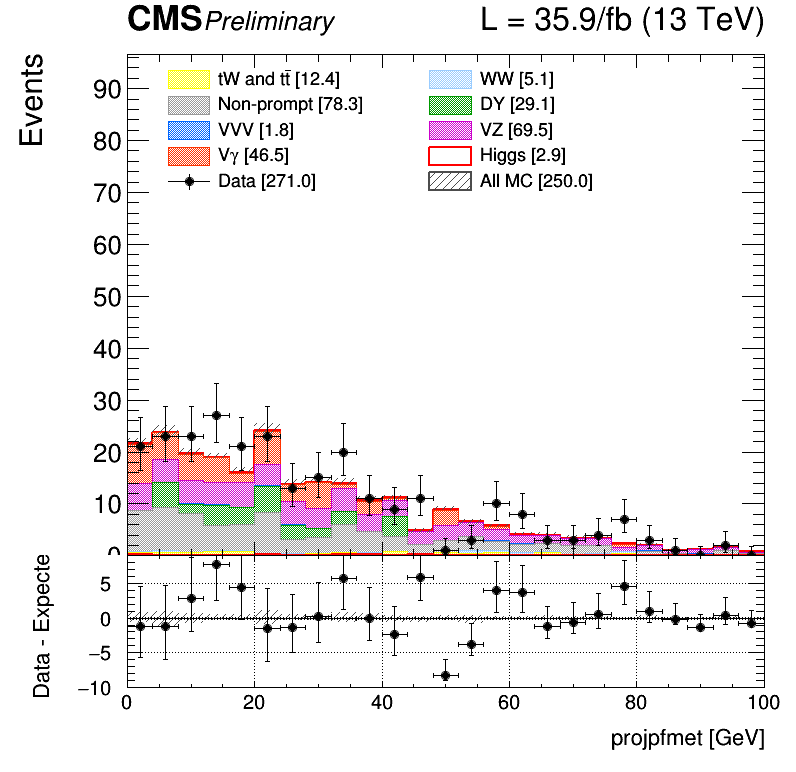 CMS Preliminary L = 35.9/fb (13 TeV)
Events
tW and tt̄ [12.4] WW [5.1]
Non-prompt [78.3] DY [29.1]
VVV [1.8] VZ [69.5]
Vγ [46.5] Higgs [2.9]
Data [271.0] All MC [250.0]
90
80
70
60
50
40
30
20
10
0
Data - Expecte
5
0
−5
−10
0 20 40 60 80 100
projpfmet [GeV]